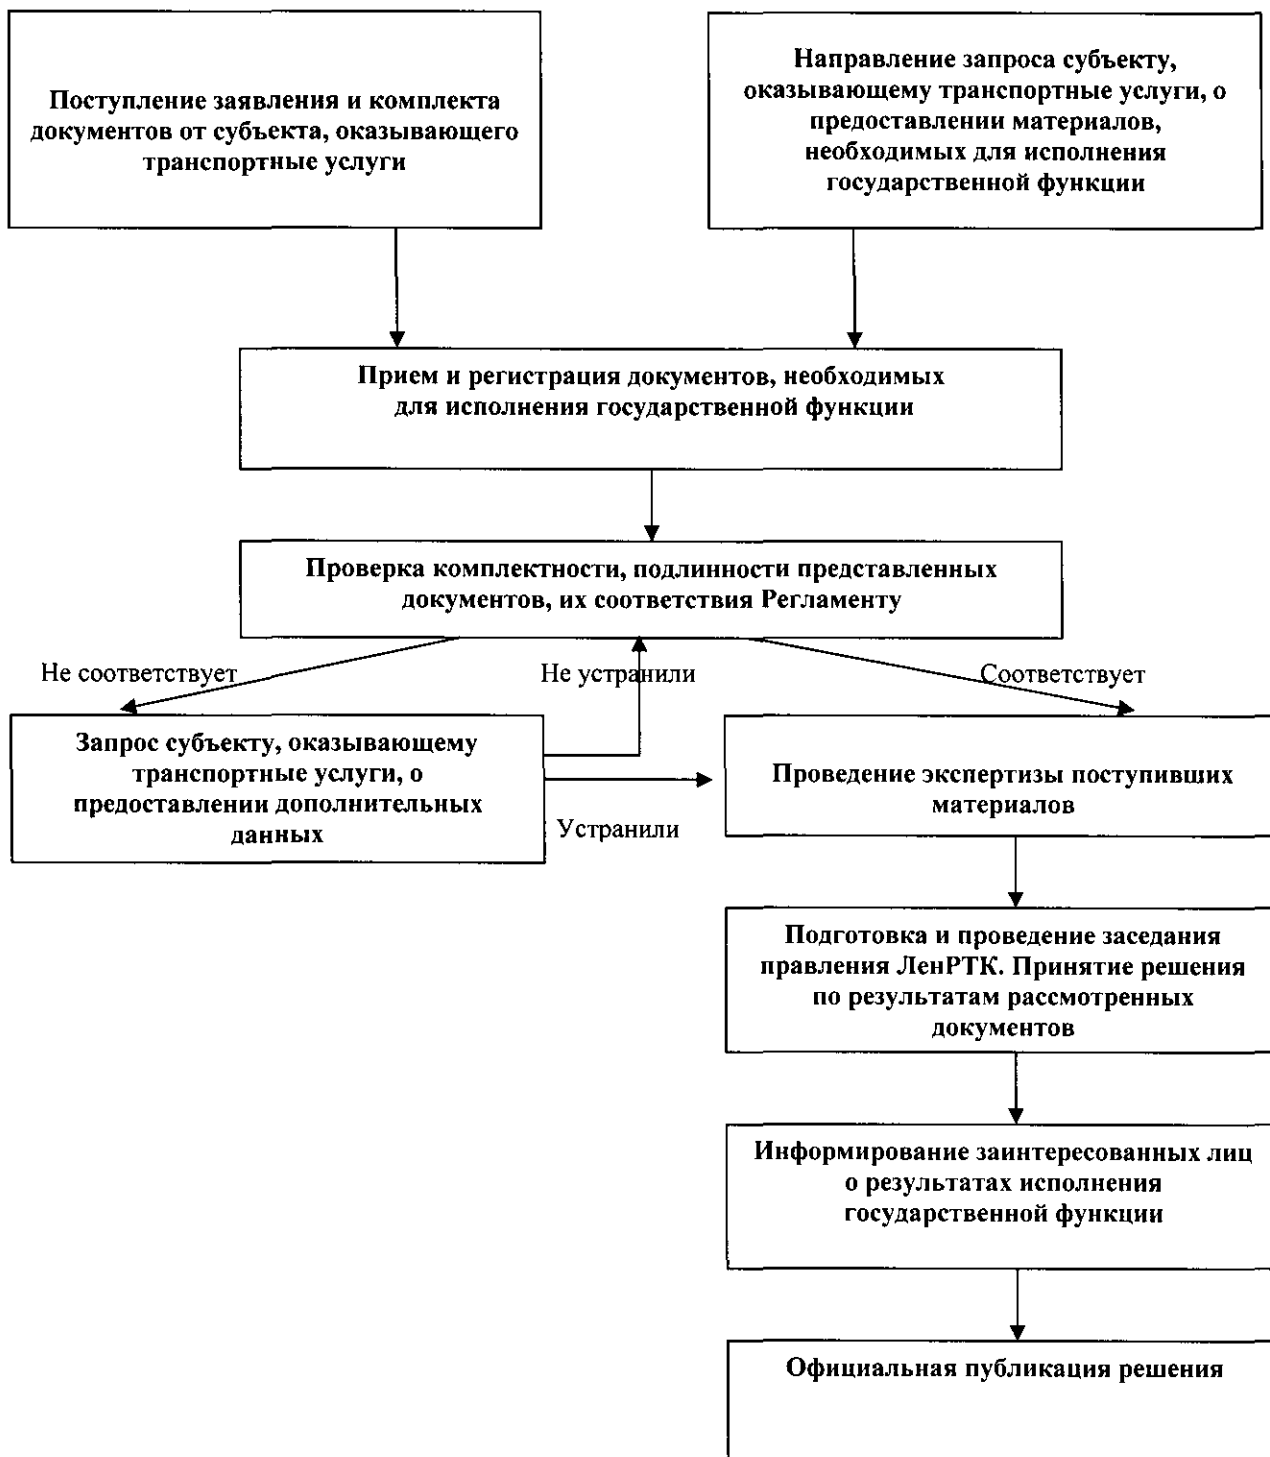 Поступление заявления и комплекта
документов от субъекта, оказывающего
транспортные услуги
Направление запроса субъекту,
оказывающему транспортные услуги, о
предоставлении материалов,
необходимых для исполнения
государственной функции
Прием и регистрация документов, необходимых
для исполнения государственной функции
Проверка комплектности, подлинности представленных
документов, их соответствия Регламенту
Не соответствует
Не устранили
Соответствует
Запрос субъекту, оказывающему
транспортные услуги, о
предоставлении дополнительных
данных
Устранили
Проведение экспертизы поступивших
материалов
Подготовка и проведение заседания
правления ЛенРТК. Принятие решения
по результатам рассмотренных
документов
Информирование заинтересованных лиц
о результатах исполнения
государственной функции
Официальная публикация решения